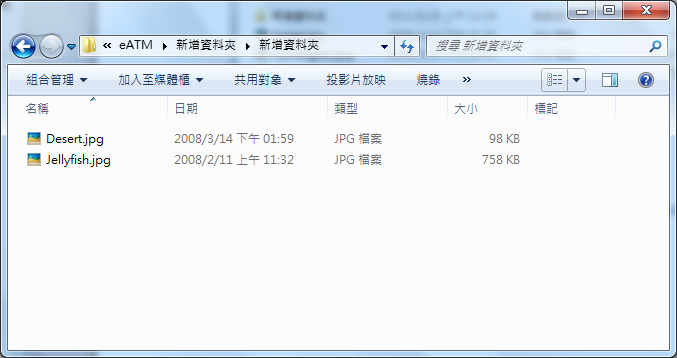 « eATM ▸ 新增資料夾 ▸ 新增資料夾
搜尋 新增資料夾
組合管理 加入至媒體櫃 共用對象 投影片放映 燒錄 »
名稱 日期 類型 大小 標記
Desert.jpg 2008/3/14 下午 01:59 JPG 檔案 98 KB
Jellyfish.jpg 2008/2/11 上午 11:32 JPG 檔案 758 KB